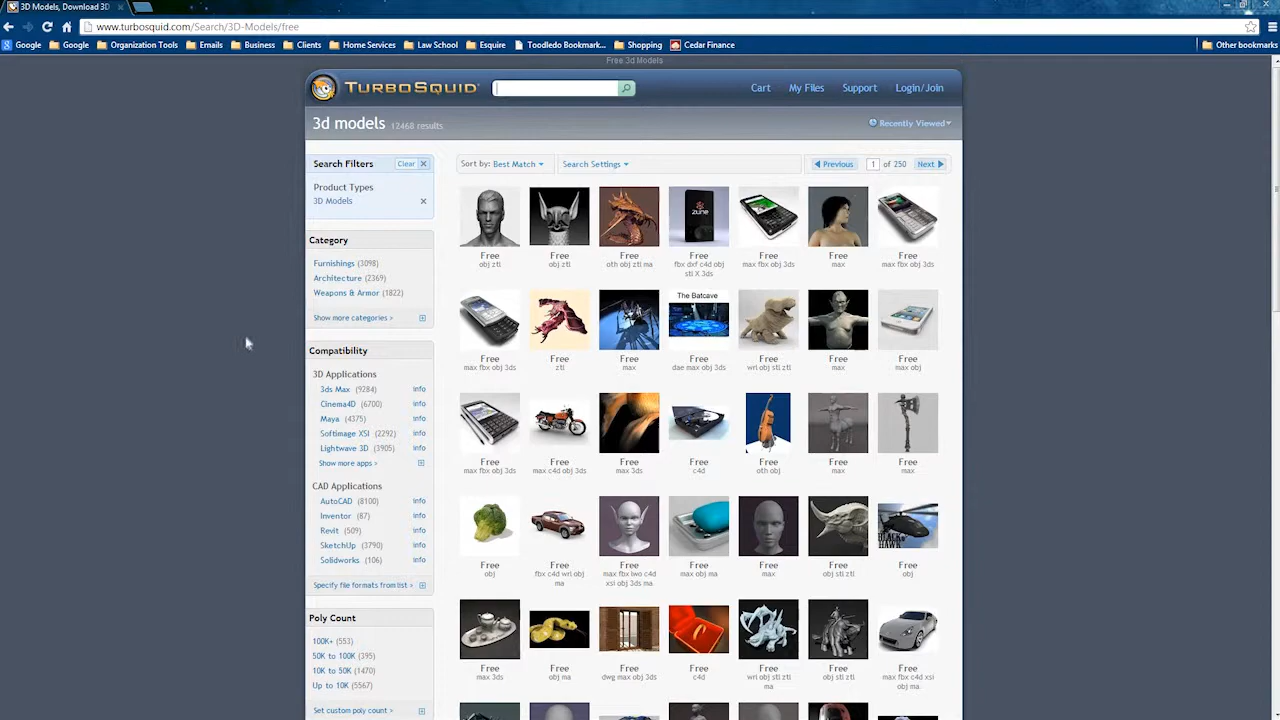 3D Models, Download 3D
www.turbosquid.com/Search/3D-Models/free
Google Google Organization Tools Emails Business Clients Home Services Law School Esquire Toodledo Bookmark... Shopping Cedar Finance Other bookmarks
Free 3d Models
TURBOSQUID
Cart My Files Support Login/Join
3d models 12468 results
Recently Viewed
Search Filters Clear
Product Types
3D Models
Category
Furnishings (3098)
Architecture (2369)
Weapons & Armor (1822)
Show more categories >
Compatibility
3D Applications
3ds Max (9284) info
Cinema4D (6700) info
Maya (4375) info
Softimage XSI (2292) info
Lightwave 3D (3905) info
Show more apps >
CAD Applications
AutoCAD (8100) info
Inventor (87) info
Revit (509) info
SketchUp (3790) info
Solidworks (106) info
Specify file formats from list >
Poly Count
100K+ (553)
50K to 100K (395)
10K to 50K (1470)
Up to 10K (5567)
Set custom poly count >
Sort by: Best Match Search Settings Previous 1 of 250 Next
zune
Free Free Free Free Free Free Free
obj ztl obj ztl oth obj ztl ma fbx dxf c4d obj max fbx obj 3ds max max fbx obj 3ds
stl X 3ds
The Batcave
Free Free Free Free Free Free Free
max fbx obj 3ds ztl max dae max obj 3ds wrl obj stl ztl max max obj
Free Free Free Free Free Free Free
max fbx obj 3ds max c4d obj 3ds max 3ds c4d oth obj max max
BLACK HAWK
Free Free Free Free Free Free Free
obj fbx c4d wrl obj max fbx lwo c4d max obj ma max obj stl ztl obj
ma xsi obj 3ds ma
Free Free Free Free Free Free Free
max 3ds obj ma dwg max obj 3ds c4d wrl obj stl ztl obj stl ztl max fbx c4d xsi
ma obj ma